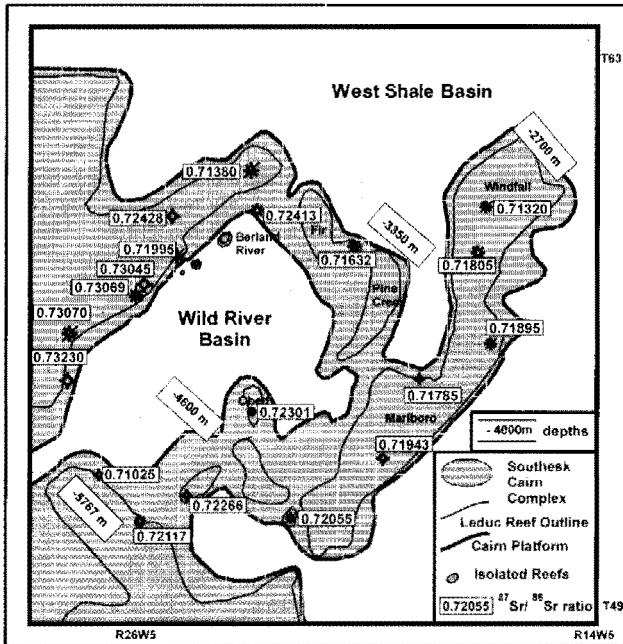 T63
West Shale Basin
-2700 m
0.71380
Windfall
0.71320
0.72428
0.72413
Fir
-3350 m
0.71995
Berland
River
0.71632
0.71805
0.73045
0.73069
Pine
Creek
0.73070
Wild River
Basin
0.71895
0.73230
-4600 m
0.72301
0.71785
Marlboro
- 4600m depths
0.71943
0.71025
-5767 m
0.72266
0.72055
0.72117
Southesk
Cairn
Complex
Leduc Reef Outline
Cairn Platform
Isolated Reefs
0.72055 87Sr/ 86Sr ratio
T49
R26W5
R14W5